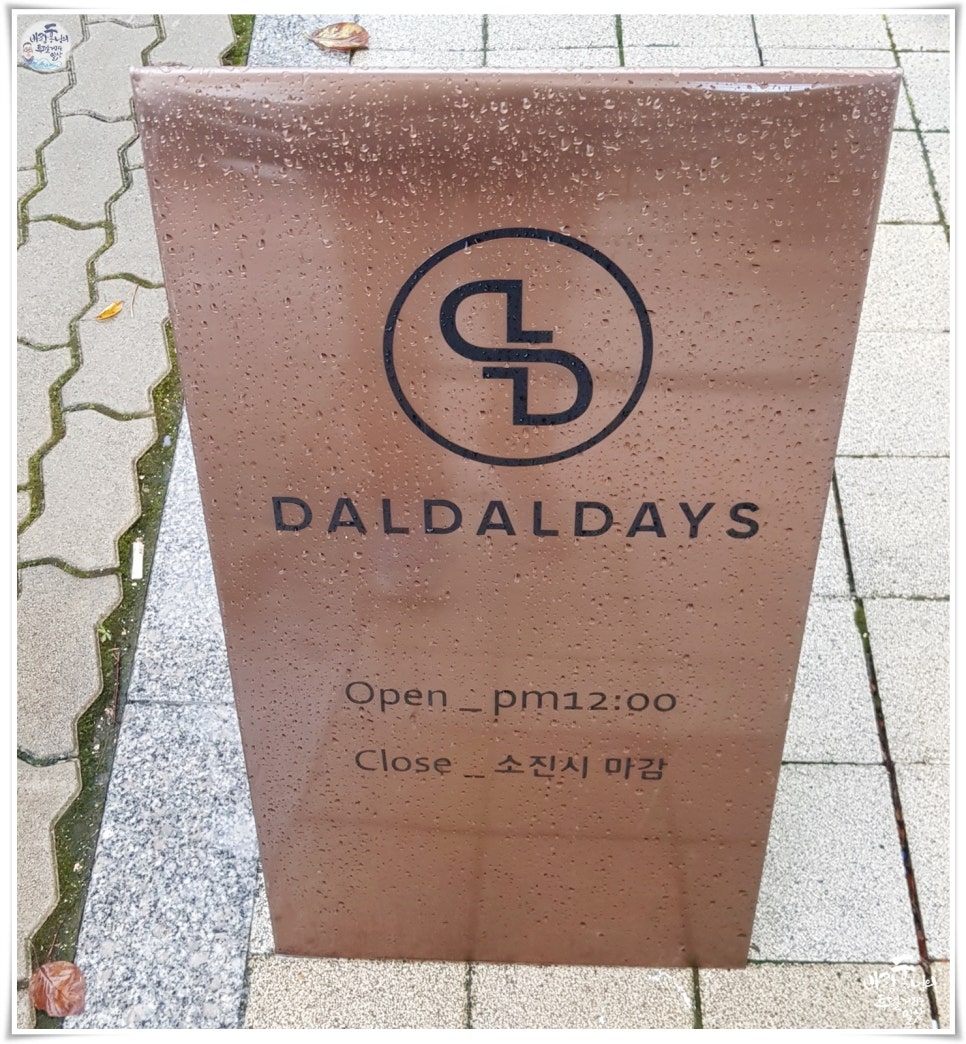 DALDALDAYS
Open _ pm12:00
Close _ 소진시 마감